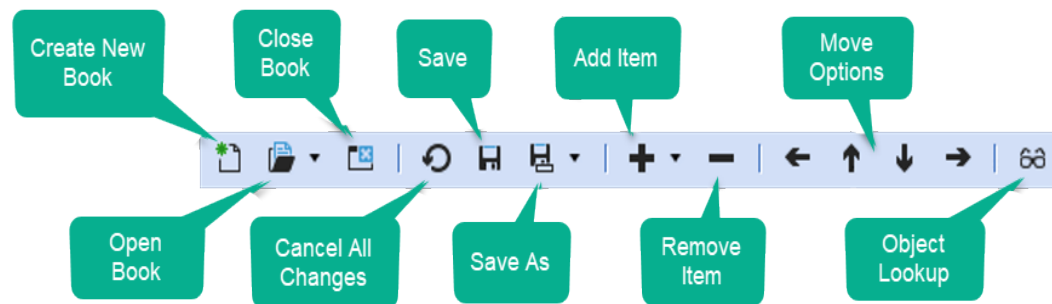 Create New
Book
Close
Book
Save
Add Item
Move
Options
Open
Book
Cancel All
Changes
Save As
Remove
Item
Object
Lookup